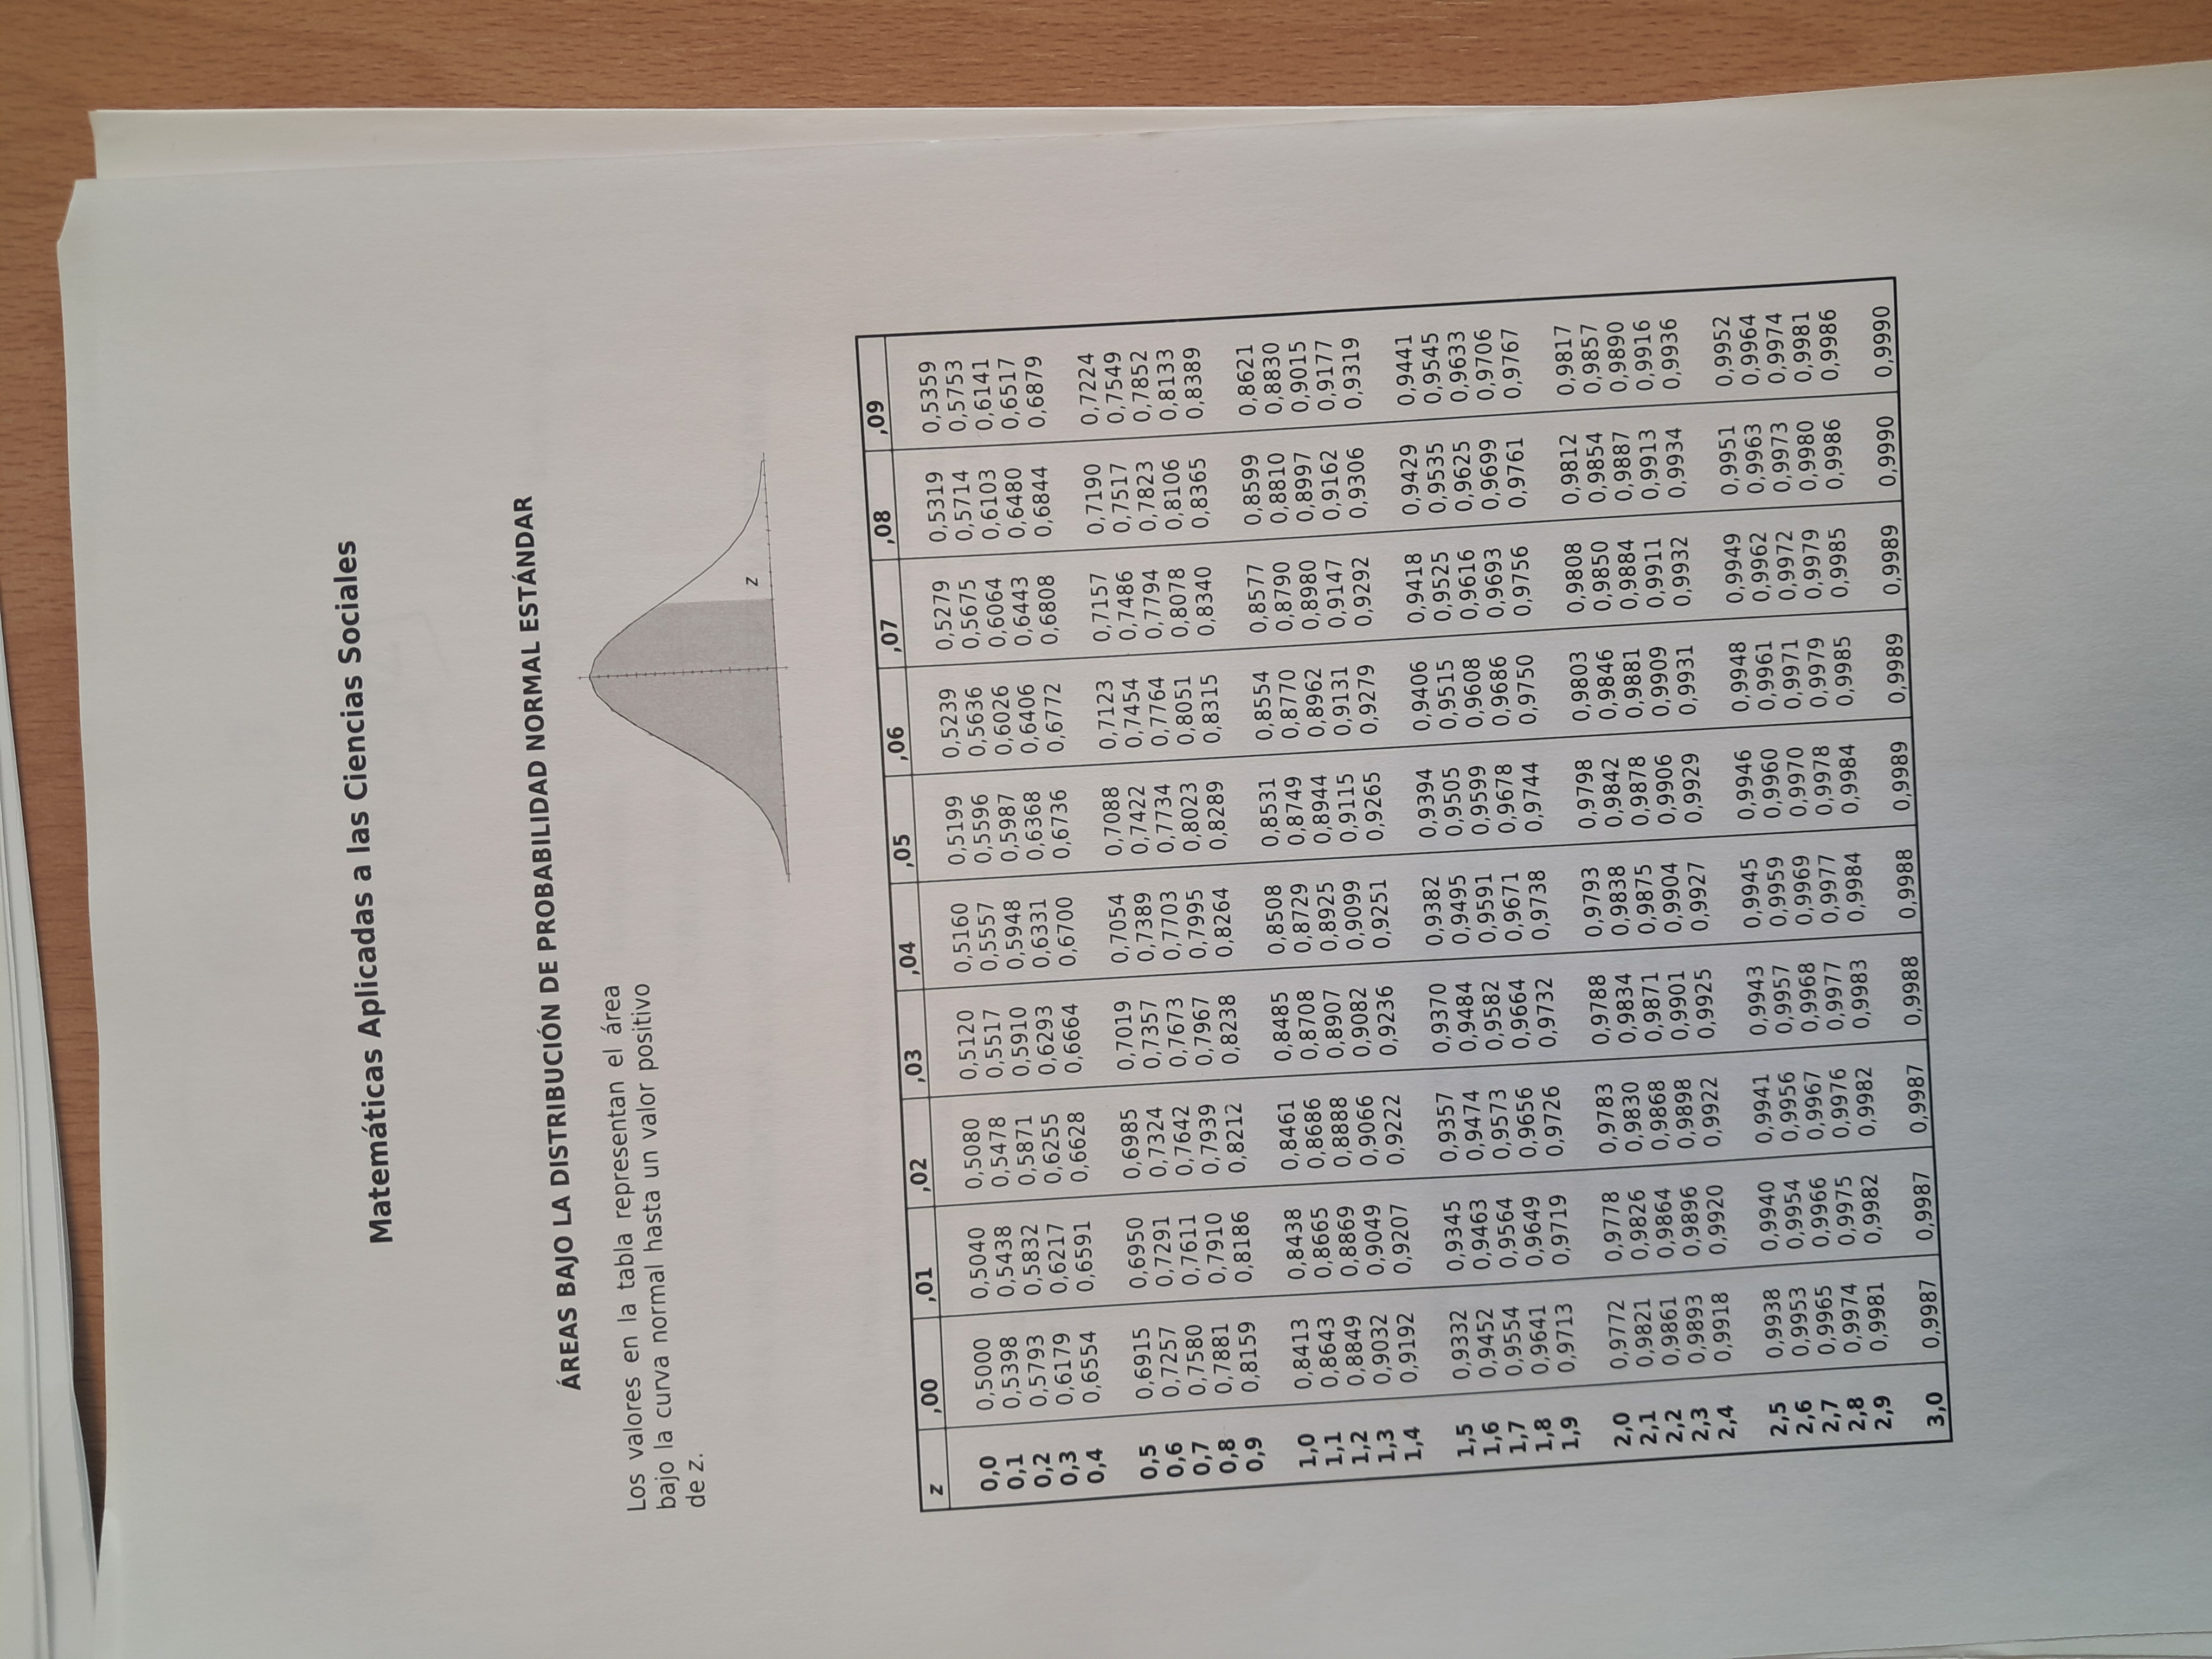 Matemáticas Aplicadas a las Ciencias Sociales
ÁREAS BAJO LA DISTRIBUCIÓN DE PROBABILIDAD NORMAL ESTÁNDAR
Los valores en la tabla representan el área
bajo la curva normal hasta un valor positivo
de z.
z
z ,00 ,01 ,02 ,03 ,04 ,05 ,06 ,07 ,08 ,09
0,0 0,5000 0,5040 0,5080 0,5120 0,5160 0,5199 0,5239 0,5279 0,5319 0,5359
0,1 0,5398 0,5438 0,5478 0,5517 0,5557 0,5596 0,5636 0,5675 0,5714 0,5753
0,2 0,5793 0,5832 0,5871 0,5910 0,5948 0,5987 0,6026 0,6064 0,6103 0,6141
0,3 0,6179 0,6217 0,6255 0,6293 0,6331 0,6368 0,6406 0,6443 0,6480 0,6517
0,4 0,6554 0,6591 0,6628 0,6664 0,6700 0,6736 0,6772 0,6808 0,6844 0,6879
0,5 0,6915 0,6950 0,6985 0,7019 0,7054 0,7088 0,7123 0,7157 0,7190 0,7224
0,6 0,7257 0,7291 0,7324 0,7357 0,7389 0,7422 0,7454 0,7486 0,7517 0,7549
0,7 0,7580 0,7611 0,7642 0,7673 0,7703 0,7734 0,7764 0,7794 0,7823 0,7852
0,8 0,7881 0,7910 0,7939 0,7967 0,7995 0,8023 0,8051 0,8078 0,8106 0,8133
0,9 0,8159 0,8186 0,8212 0,8238 0,8264 0,8289 0,8315 0,8340 0,8365 0,8389
1,0 0,8413 0,8438 0,8461 0,8485 0,8508 0,8531 0,8554 0,8577 0,8599 0,8621
1,1 0,8643 0,8665 0,8686 0,8708 0,8729 0,8749 0,8770 0,8790 0,8810 0,8830
1,2 0,8849 0,8869 0,8888 0,8907 0,8925 0,8944 0,8962 0,8980 0,8997 0,9015
1,3 0,9032 0,9049 0,9066 0,9082 0,9099 0,9115 0,9131 0,9147 0,9162 0,9177
1,4 0,9192 0,9207 0,9222 0,9236 0,9251 0,9265 0,9279 0,9292 0,9306 0,9319
1,5 0,9332 0,9345 0,9357 0,9370 0,9382 0,9394 0,9406 0,9418 0,9429 0,9441
1,6 0,9452 0,9463 0,9474 0,9484 0,9495 0,9505 0,9515 0,9525 0,9535 0,9545
1,7 0,9554 0,9564 0,9573 0,9582 0,9591 0,9599 0,9608 0,9616 0,9625 0,9633
1,8 0,9641 0,9649 0,9656 0,9664 0,9671 0,9678 0,9686 0,9693 0,9699 0,9706
1,9 0,9713 0,9719 0,9726 0,9732 0,9738 0,9744 0,9750 0,9756 0,9761 0,9767
2,0 0,9772 0,9778 0,9783 0,9788 0,9793 0,9798 0,9803 0,9808 0,9812 0,9817
2,1 0,9821 0,9826 0,9830 0,9834 0,9838 0,9842 0,9846 0,9850 0,9854 0,9857
2,2 0,9861 0,9864 0,9868 0,9871 0,9875 0,9878 0,9881 0,9884 0,9887 0,9890
2,3 0,9893 0,9896 0,9898 0,9901 0,9904 0,9906 0,9909 0,9911 0,9913 0,9916
2,4 0,9918 0,9920 0,9922 0,9925 0,9927 0,9929 0,9931 0,9932 0,9934 0,9936
2,5 0,9938 0,9940 0,9941 0,9943 0,9945 0,9946 0,9948 0,9949 0,9951 0,9952
2,6 0,9953 0,9954 0,9956 0,9957 0,9959 0,9960 0,9961 0,9962 0,9963 0,9964
2,7 0,9965 0,9966 0,9967 0,9968 0,9969 0,9970 0,9971 0,9972 0,9973 0,9974
2,8 0,9974 0,9975 0,9976 0,9977 0,9977 0,9978 0,9979 0,9979 0,9980 0,9981
2,9 0,9981 0,9982 0,9982 0,9983 0,9984 0,9984 0,9985 0,9985 0,9986 0,9986
3,0 0,9987 0,9987 0,9987 0,9988 0,9988 0,9989 0,9989 0,9989 0,9990 0,9990